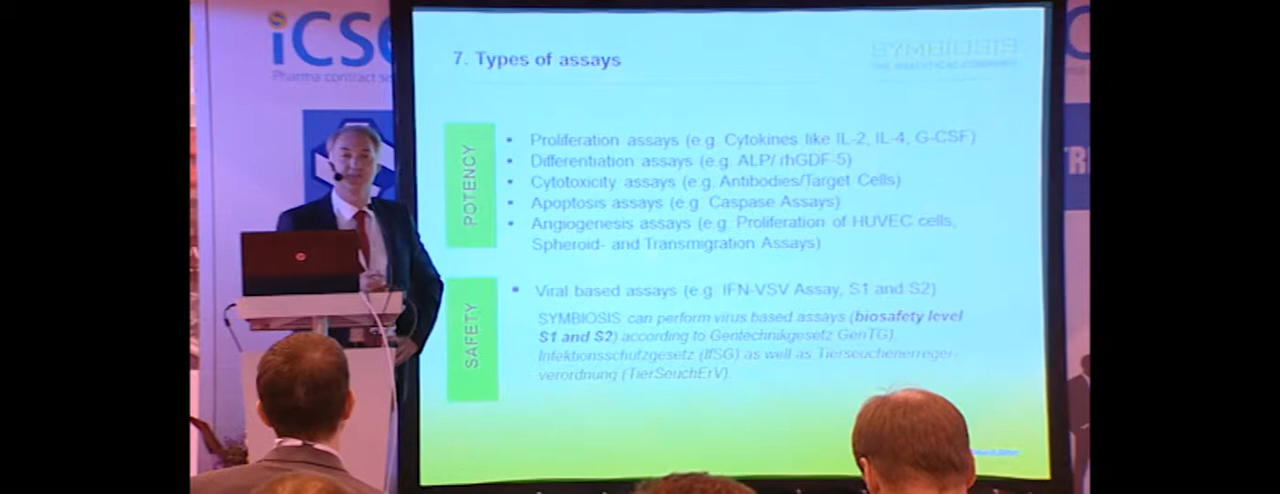 iCSE
Pharma contract se
7. Types of assays
SYMBIOSIS
THE ANALYTICAL COMPANY
POTENCY
• Proliferation assays (e.g. Cytokines like IL-2, IL-4, G-CSF)
• Differentiation assays (e.g. ALP/ rhGDF-5)
• Cytotoxicity assays (e.g. Antibodies/Target Cells)
• Apoptosis assays (e.g. Caspase Assays)
• Angiogenesis assays (e.g. Proliferation of HUVEC cells,
Spheroid- and Transmigration Assays)
SAFETY
• Viral based assays (e.g. IFN-VSV Assay, S1 and S2)
SYMBIOSIS can perform virus based assays (biosafety level
S1 and S2) according to Gentechnikgesetz GenTG)
Infektionsschutzgesetz (IfSG) as well as Tierseuchenerreger-
verordnung (TierSeuchErV).